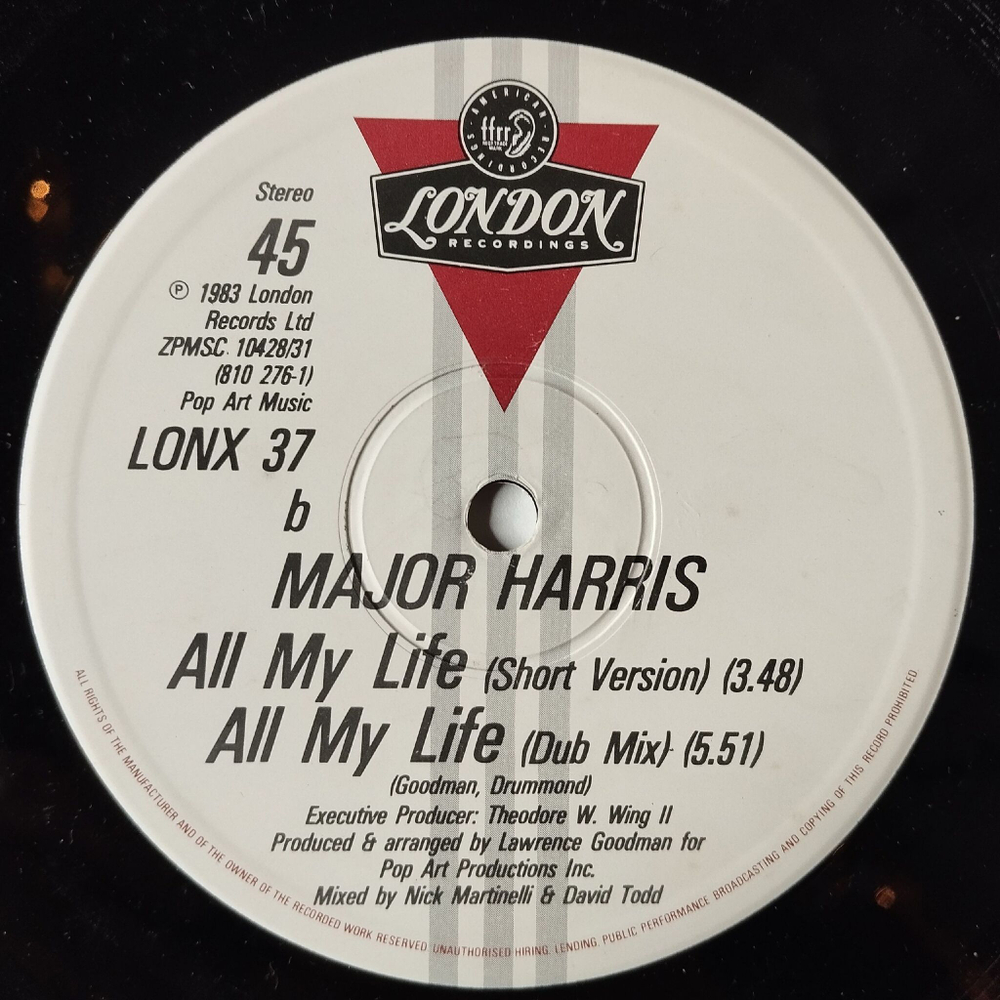 AMERICAN RECORDINGS
ffrr
LONDON
RECORDINGS
Stereo
45
℗ 1983 London
Records Ltd
ZPMSC 10428/31
(810 276-1)
Pop Art Music
LONX 37
b
MAJOR HARRIS
All My Life (Short Version) (3.48)
All My Life (Dub Mix) (5.51)
(Goodman, Drummond)
Executive Producer: Theodore W. Wing II
Produced & arranged by Lawrence Goodman for
Pop Art Productions Inc.
Mixed by Nick Martinelli & David Todd
ALL RIGHTS OF THE MANUFACTURER AND OF THE OWNER OF THE RECORDED WORK RESERVED. UNAUTHORISED HIRING, LENDING, PUBLIC PERFORMANCE BROADCASTING AND COPYING OF THIS RECORD PROHIBITED